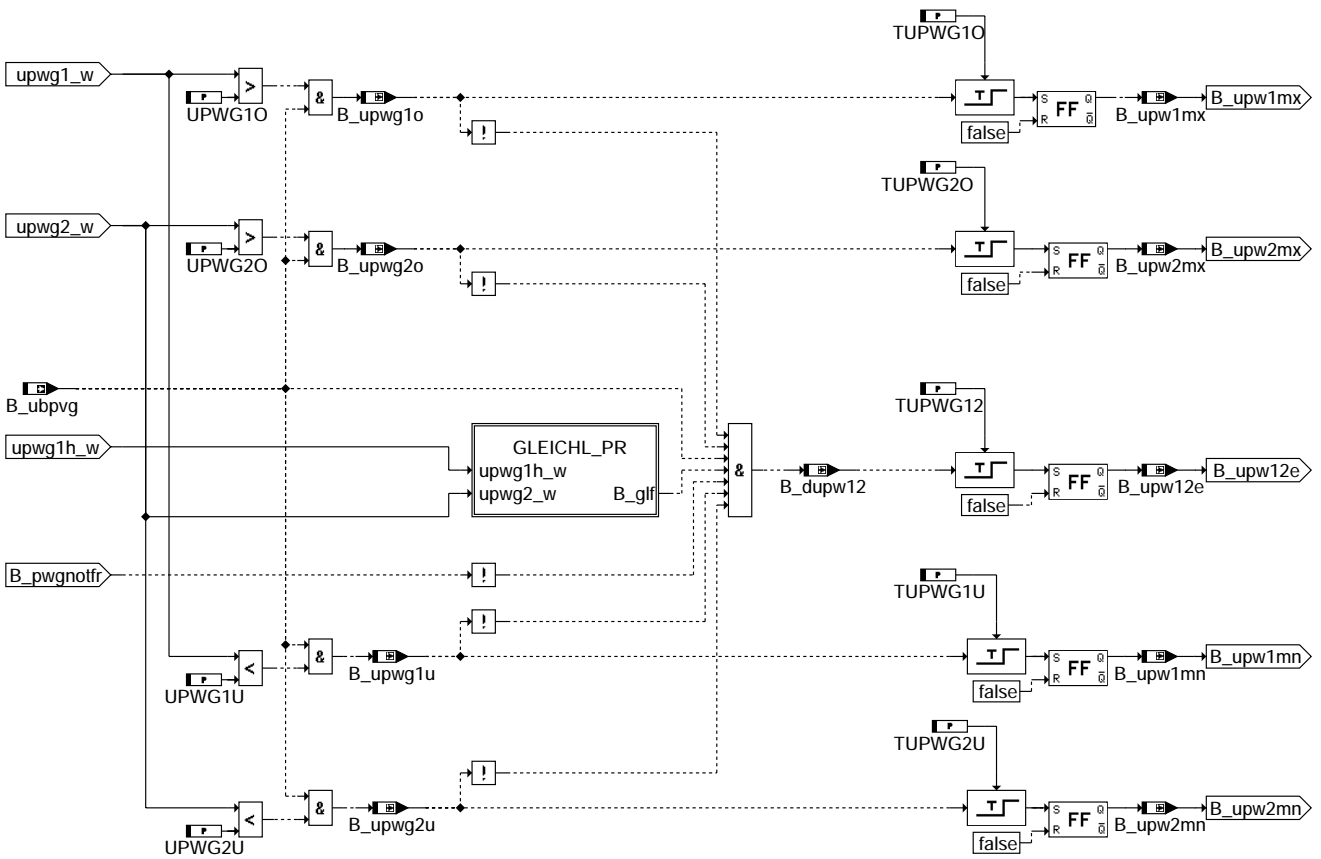 P
TUPWG1O
upwg1_w
>
P
UPWG1O
&
B_upwg1o
T
S Q
FF
R Q̅
B_upw1mx
B_upw1mx
!
false
P
TUPWG2O
upwg2_w
>
P
UPWG2O
&
B_upwg2o
T
S Q
FF
R Q̅
B_upw2mx
B_upw2mx
!
false
B_ubpvg
P
TUPWG12
upwg1h_w
GLEICHL_PR
upwg1h_w
upwg2_w B_glf
&
B_dupw12
T
S Q
FF
R Q̅
B_upw12e
B_upw12e
false
B_pwgnotfr
!
P
TUPWG1U
!
<
P
UPWG1U
&
B_upwg1u
T
S Q
FF
R Q̅
B_upw1mn
B_upw1mn
false
P
TUPWG2U
!
<
P
UPWG2U
&
B_upwg2u
T
S Q
FF
R Q̅
B_upw2mn
B_upw2mn
false